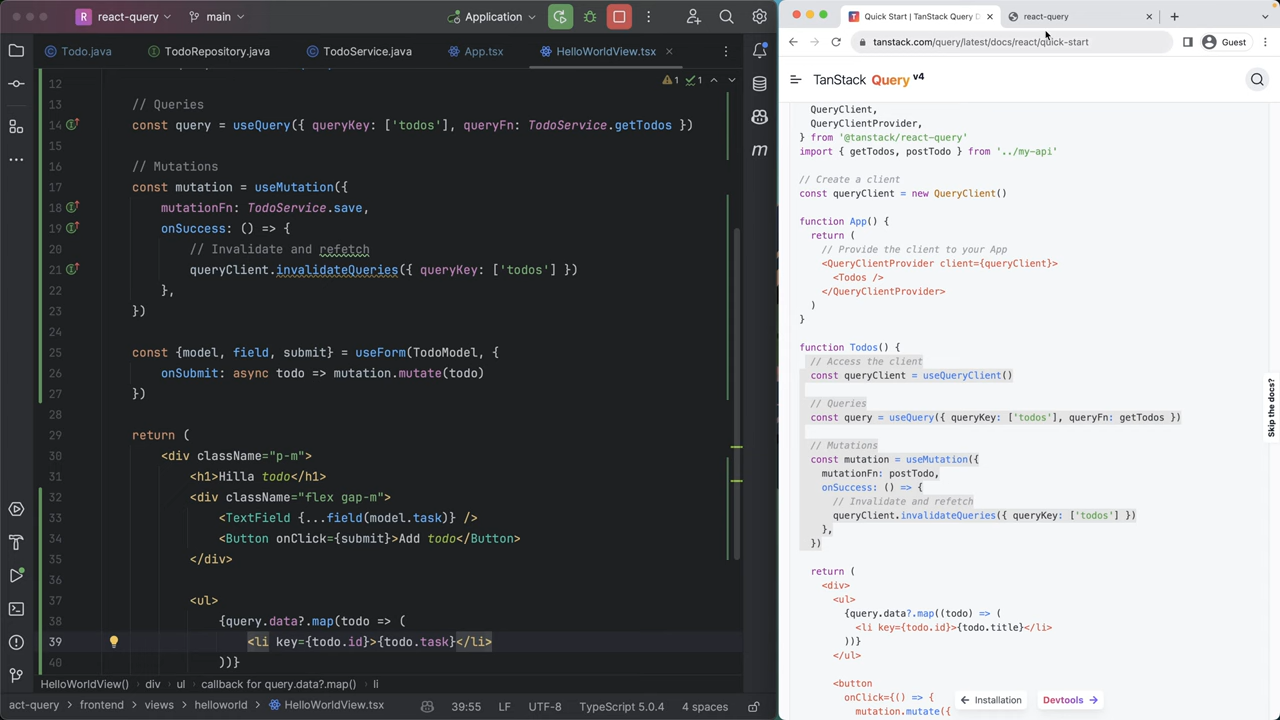 react-query
main
Application
Todo.java
TodoRepository.java
TodoService.java
App.tsx
HelloWorldView.tsx
1 1
12
13 // Queries
14 const query = useQuery({ queryKey: ['todos'], queryFn: TodoService.getTodos })
15
16 // Mutations
17 const mutation = useMutation({
18 mutationFn: TodoService.save,
19 onSuccess: () => {
20 // Invalidate and refetch
21 queryClient.invalidateQueries({ queryKey: ['todos'] })
22 },
23 })
24
25 const {model, field, submit} = useForm(TodoModel, {
26 onSubmit: async todo => mutation.mutate(todo)
27 })
28
29 return (
30 <div className="p-m">
31 <h1>Hilla todo</h1>
32 <div className="flex gap-m">
33 <TextField {...field(model.task)} />
34 <Button onClick={submit}>Add todo</Button>
35 </div>
36
37 <ul>
38 {query.data?.map(todo => (
39 <li key={todo.id}>{todo.task}</li>
40 ))}
HelloWorldView() div ul callback for query.data?.map() li
act-query frontend HelloWorldView.tsx 39:55 LF UTF-8 TypeScript 5.0.4 4 spaces
Quick Start | TanStack Query D
react-query
tanstack.com/query/latest/docs/react/quick-start
Guest
TanStack Query v4
QueryClient,
QueryClientProvider,
} from '@tanstack/react-query'
import { getTodos, postTodo } from '../my-api'
// Create a client
const queryClient = new QueryClient()
function App() {
return (
// Provide the client to your App
<QueryClientProvider client={queryClient}>
<Todos />
</QueryClientProvider>
)
}
function Todos() {
// Access the client
const queryClient = useQueryClient()
// Queries
const query = useQuery({ queryKey: ['todos'], queryFn: getTodos })
// Mutations
const mutation = useMutation({
mutationFn: postTodo,
onSuccess: () => {
// Invalidate and refetch
queryClient.invalidateQueries({ queryKey: ['todos'] })
},
})
return (
<div>
<ul>
{query.data?.map((todo) => (
<li key={todo.id}>{todo.title}</li>
))}
</ul>
<button
onClick={() => {
mutation.mutate({
Installation
Devtools
Skip the docs?